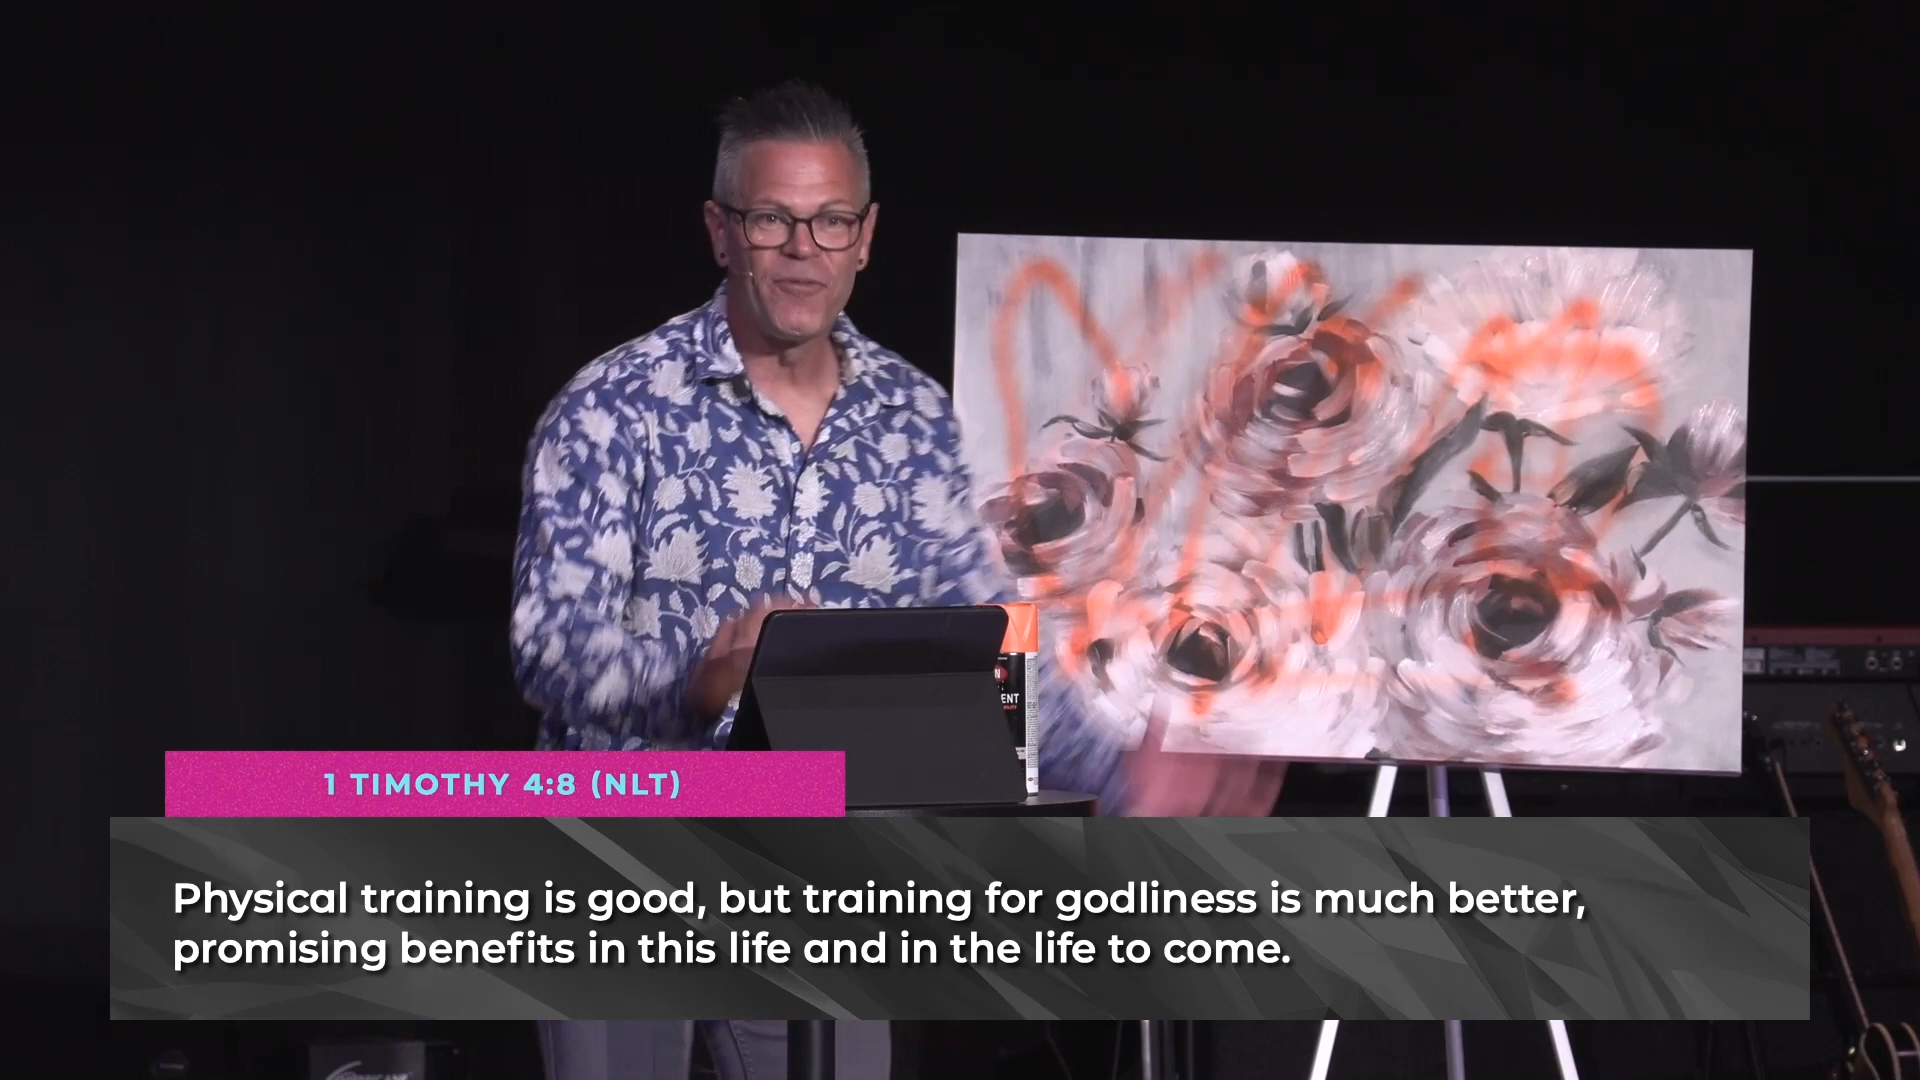 1 TIMOTHY 4:8 (NLT)
Physical training is good, but training for godliness is much better,
promising benefits in this life and in the life to come.
ENT